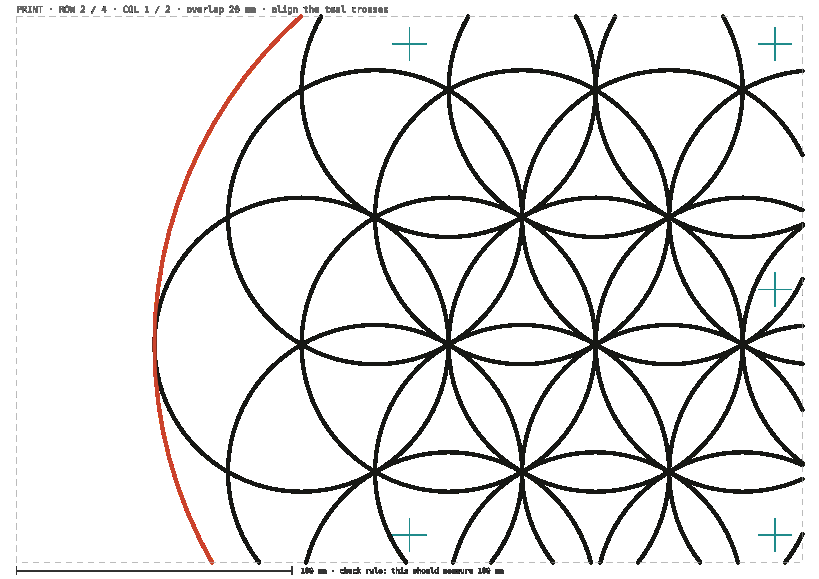 PRINT · ROW 2 / 4 · COL 1 / 2 · overlap 20 mm · align the teal crosses
100 mm · check rule: this should measure 100 mm